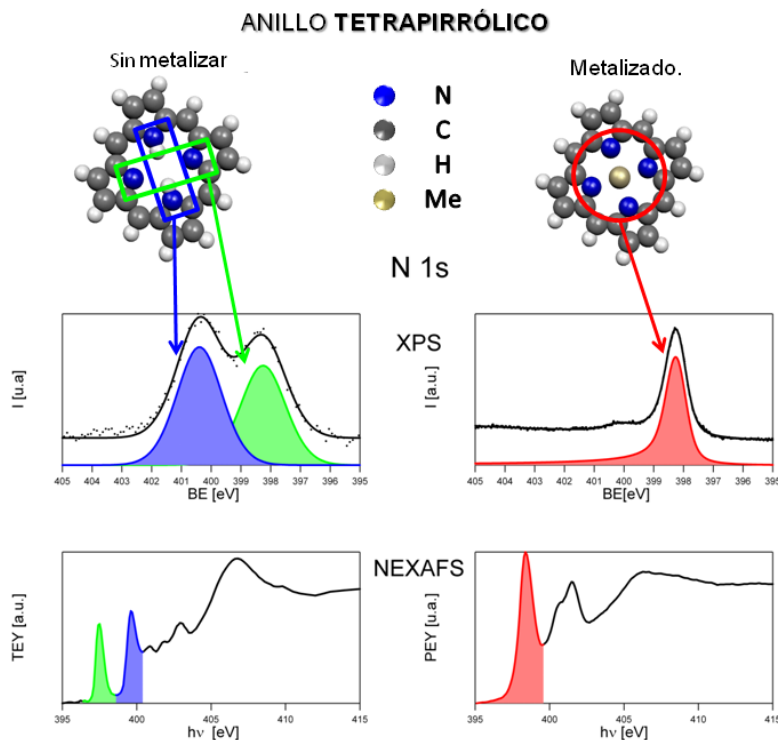 ANILLO TETRAPIRRÓLICO
Sin metalizar
Metalizado.
N
C
H
Me
N 1s
XPS
I [u.a]
405 404 403 402 401 400 399 398 397 396 395
BE [eV]
I [a.u.]
405 404 403 402 401 400 399 398 397 396 395
BE[eV]
NEXAFS
TEY [a.u.]
395 400 405 410 415
hν [eV]
PEY [u.a.]
395 400 405 410 415
hν [eV]